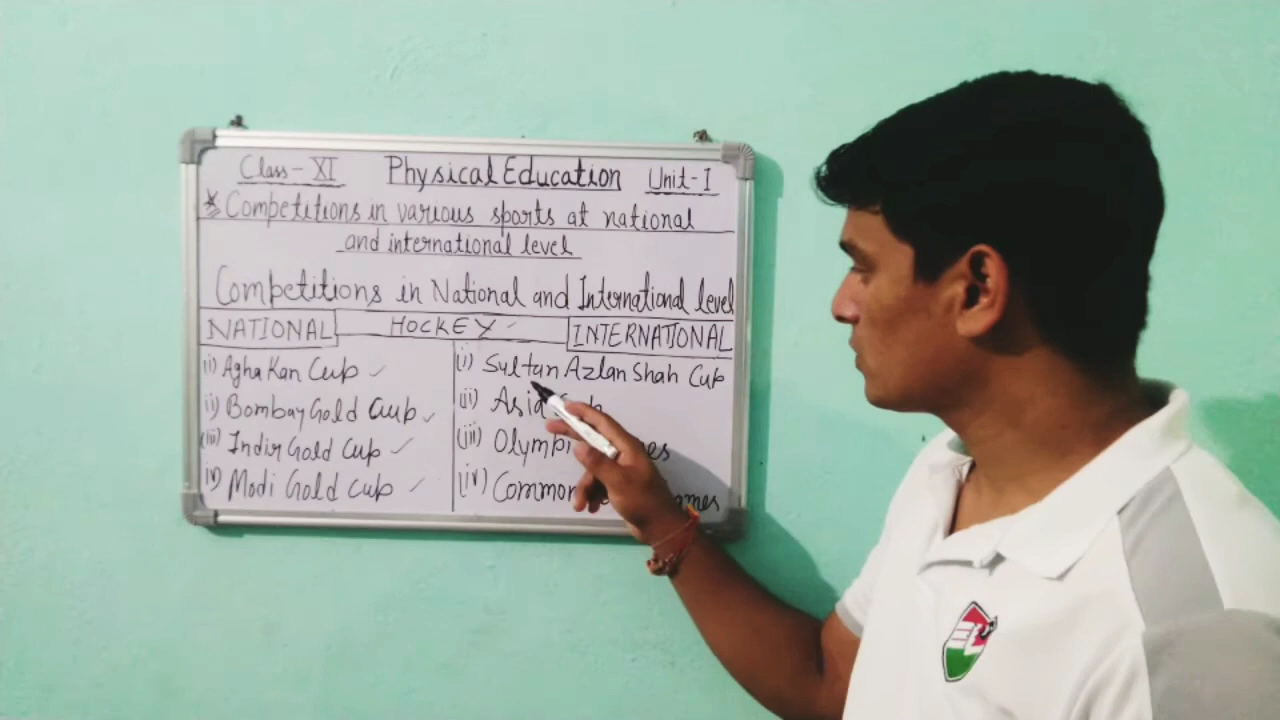 Class - XI Physical Education Unit-I
* Competitions in various sports at national
and international level
Competitions in National and International level
NATIONAL HOCKEY INTERNATIONAL
(i) Agha Kan Cup (i) Sultan Azlan Shah Cup
(ii) Bombay Gold Cup (ii) Asia
(iii) Indir Gold Cup (iii)
(iv) Modi Gold Cup (iv)